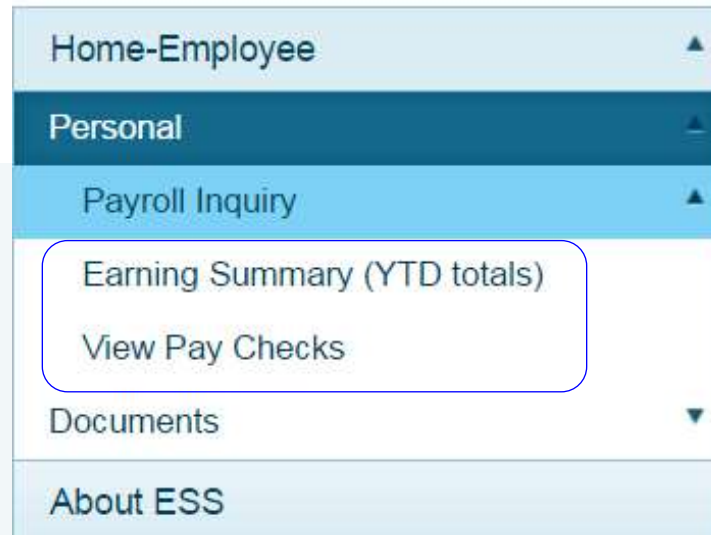 Home-Employee
Personal
Payroll Inquiry
Earning Summary (YTD totals)
View Pay Checks
Documents
About ESS